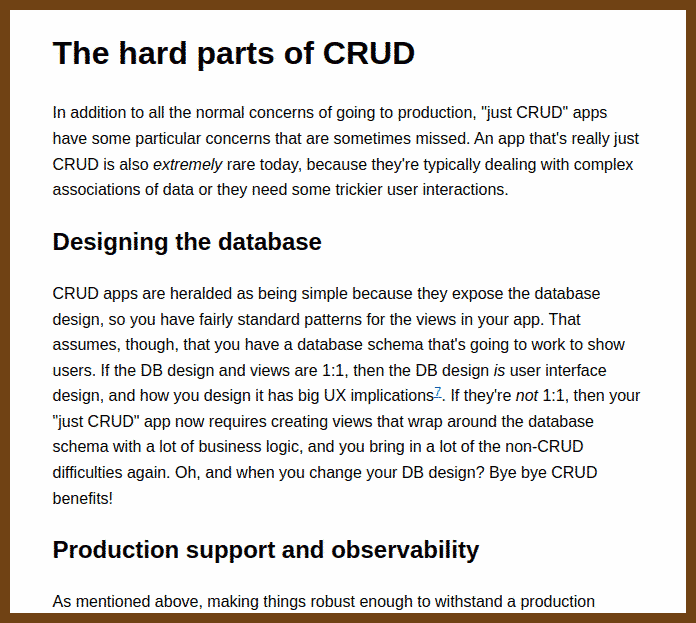 The hard parts of CRUD
In addition to all the normal concerns of going to production, "just CRUD" apps
have some particular concerns that are sometimes missed. An app that's really just
CRUD is also extremely rare today, because they're typically dealing with complex
associations of data or they need some trickier user interactions.
Designing the database
CRUD apps are heralded as being simple because they expose the database
design, so you have fairly standard patterns for the views in your app. That
assumes, though, that you have a database schema that's going to work to show
users. If the DB design and views are 1:1, then the DB design is user interface
design, and how you design it has big UX implications7. If they're not 1:1, then your
"just CRUD" app now requires creating views that wrap around the database
schema with a lot of business logic, and you bring in a lot of the non-CRUD
difficulties again. Oh, and when you change your DB design? Bye bye CRUD
benefits!
Production support and observability
As mentioned above, making things robust enough to withstand a production